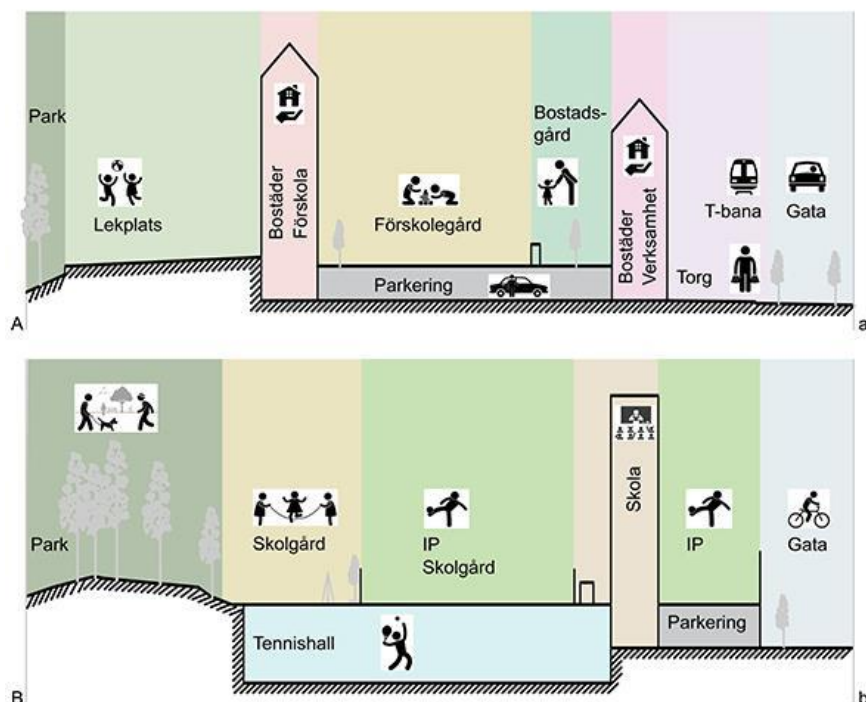 Park
Lekplats
Bostäder
Förskola
Förskolegård
Bostads-
gård
Parkering
Bostäder
Verksamhet
T-bana
Gata
Torg
A
a
Park
Skolgård
IP
Skolgård
Skola
IP
Gata
Tennishall
Parkering
B
b